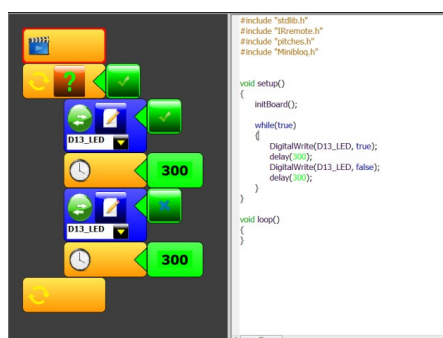 D13_LED
300
D13_LED
300
#include "stdlib.h"
#include "IRremote.h"
#include "pitches.h"
#include "Minibloq.h"
void setup()
{
initBoard();
while(true)
{
DigitalWrite(D13_LED, true);
delay(300);
DigitalWrite(D13_LED, false);
delay(300);
}
}
void loop()
{
}